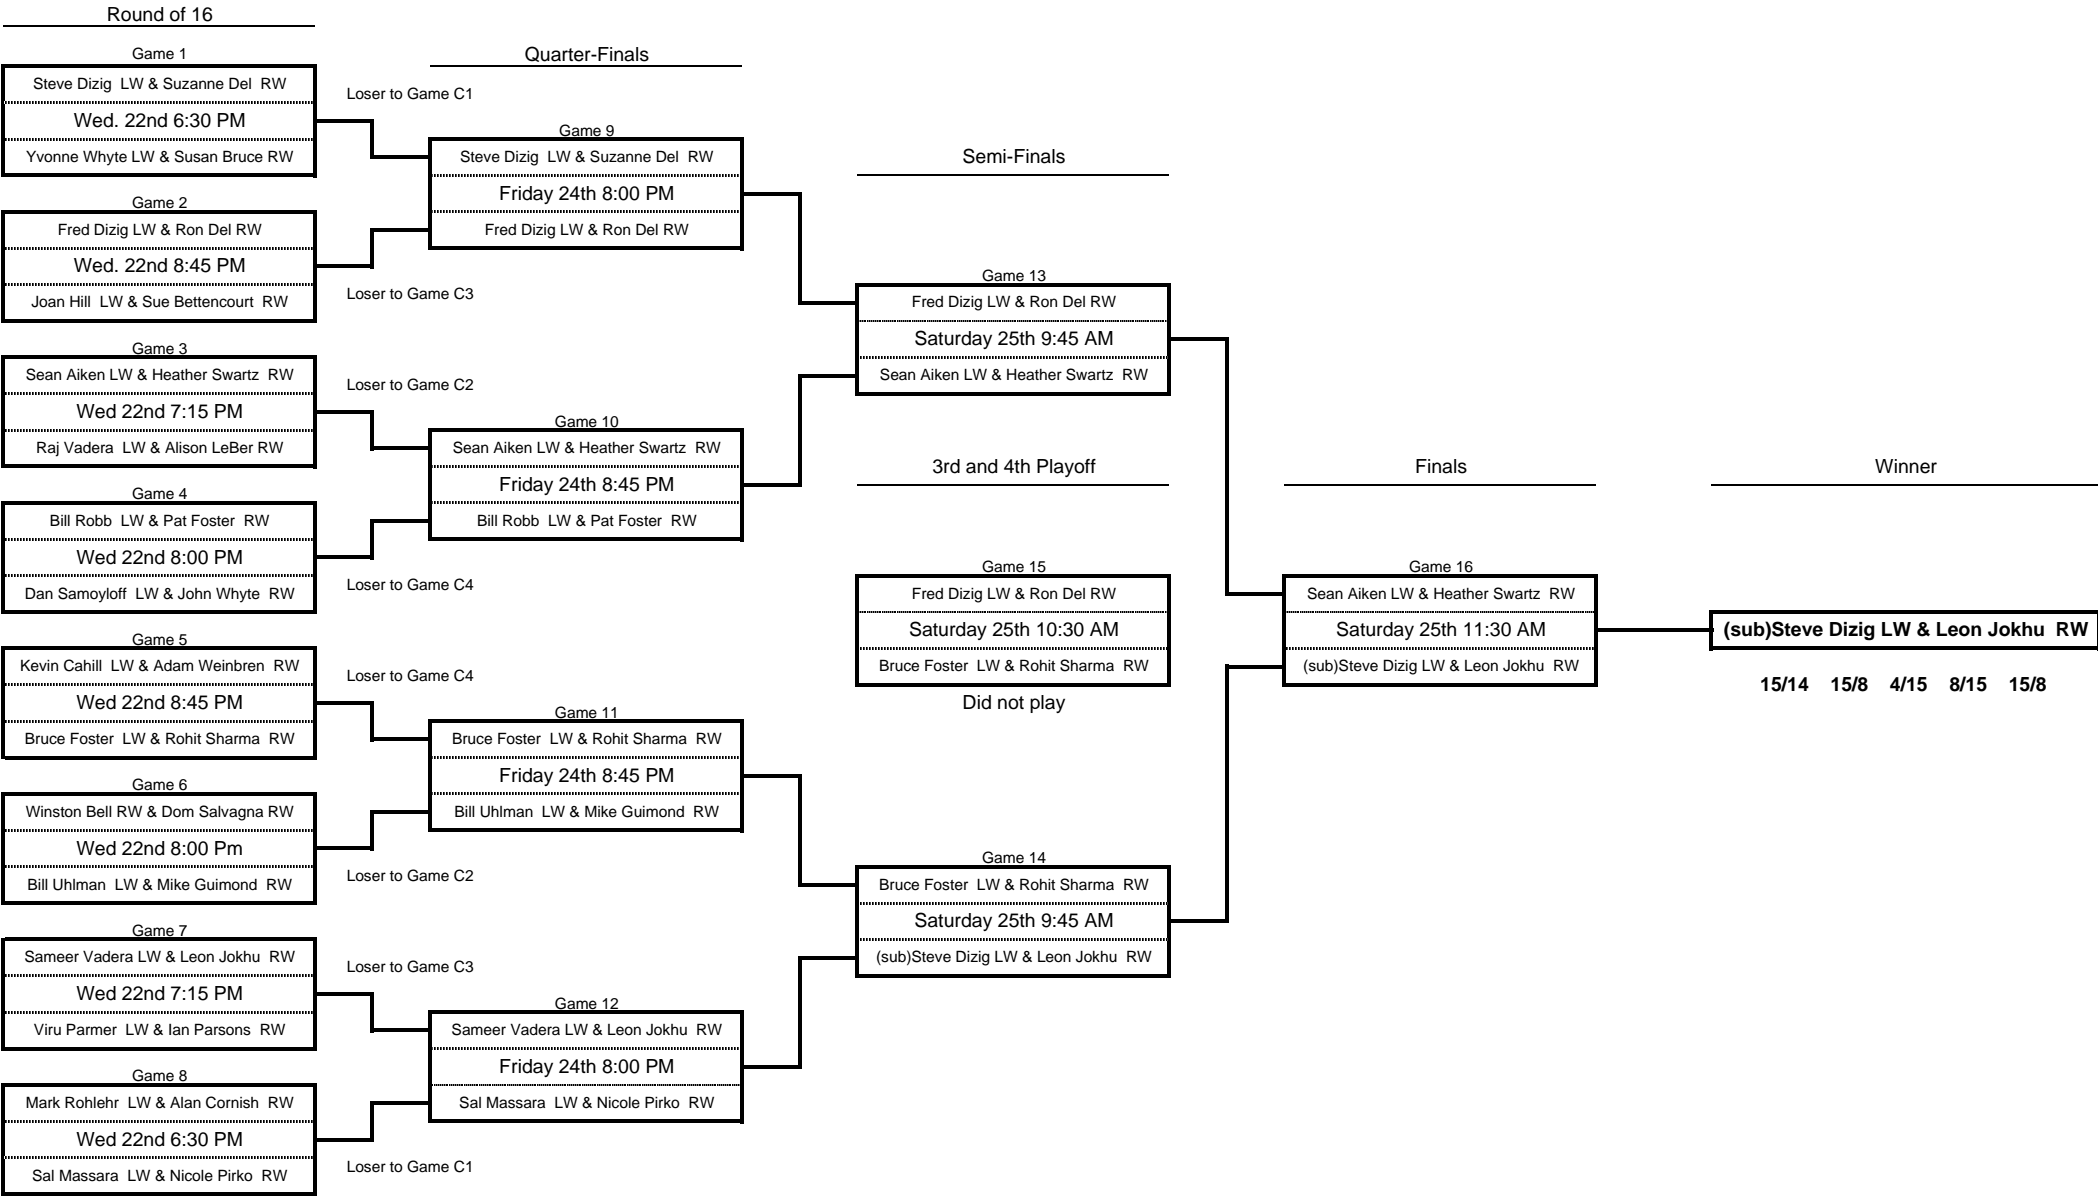 Round of 16
Game 1
Steve Dizig  LW & Suzanne Del  RW
Wed. 22nd 6:30 PM
Yvonne Whyte LW & Susan Bruce RW
Loser to Game C1
Game 2
Fred Dizig LW & Ron Del RW
Wed. 22nd 8:45 PM
Joan Hill  LW & Sue Bettencourt  RW
Loser to Game C3
Game 3
Sean Aiken LW & Heather Swartz  RW
Wed 22nd 7:15 PM
Raj Vadera  LW & Alison LeBer RW
Loser to Game C2
Game 4
Bill Robb  LW & Pat Foster  RW
Wed 22nd 8:00 PM
Dan Samoyloff  LW & John Whyte  RW
Loser to Game C4
Game 5
Kevin Cahill  LW & Adam Weinbren  RW
Wed 22nd 8:45 PM
Bruce Foster  LW & Rohit Sharma  RW
Loser to Game C4
Game 6
Winston Bell RW & Dom Salvagna RW
Wed 22nd 8:00 Pm
Bill Uhlman  LW & Mike Guimond  RW
Loser to Game C2
Game 7
Sameer Vadera LW & Leon Jokhu  RW
Wed 22nd 7:15 PM
Viru Parmer  LW & Ian Parsons  RW
Loser to Game C3
Game 8
Mark Rohlehr  LW & Alan Cornish  RW
Wed 22nd 6:30 PM
Sal Massara  LW & Nicole Pirko  RW
Loser to Game C1
Quarter-Finals
Game 9
Steve Dizig  LW & Suzanne Del  RW
Friday 24th 8:00 PM
Fred Dizig LW & Ron Del RW
Game 10
Sean Aiken LW & Heather Swartz  RW
Friday 24th 8:45 PM
Bill Robb  LW & Pat Foster  RW
Game 11
Bruce Foster  LW & Rohit Sharma  RW
Friday 24th 8:45 PM
Bill Uhlman  LW & Mike Guimond  RW
Game 12
Sameer Vadera LW & Leon Jokhu  RW
Friday 24th 8:00 PM
Sal Massara  LW & Nicole Pirko  RW
Semi-Finals
Game 13
Fred Dizig LW & Ron Del RW
Saturday 25th 9:45 AM
Sean Aiken LW & Heather Swartz  RW
3rd and 4th Playoff
Game 15
Fred Dizig LW & Ron Del RW
Saturday 25th 10:30 AM
Bruce Foster  LW & Rohit Sharma  RW
Did not play
Game 14
Bruce Foster  LW & Rohit Sharma  RW
Saturday 25th 9:45 AM
(sub)Steve Dizig LW & Leon Jokhu  RW
Finals
Game 16
Sean Aiken LW & Heather Swartz  RW
Saturday 25th 11:30 AM
(sub)Steve Dizig LW & Leon Jokhu  RW
Winner
(sub)Steve Dizig LW & Leon Jokhu  RW
15/14    15/8    4/15    8/15    15/8